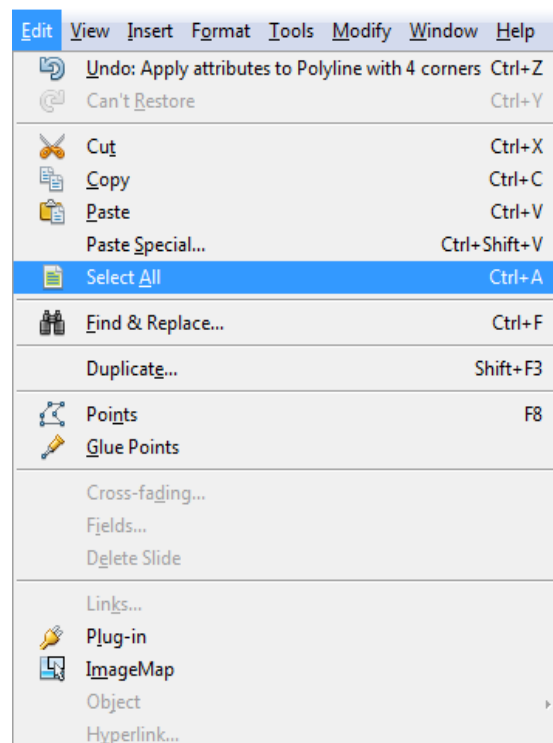 Edit View Insert Format Tools Modify Window Help
Undo: Apply attributes to Polyline with 4 corners Ctrl+Z
Can't Restore Ctrl+Y
Cut Ctrl+X
Copy Ctrl+C
Paste Ctrl+V
Paste Special... Ctrl+Shift+V
Select All Ctrl+A
Find & Replace... Ctrl+F
Duplicate... Shift+F3
Points F8
Glue Points
Cross-fading...
Fields...
Delete Slide
Links...
Plug-in
ImageMap
Object
Hyperlink...